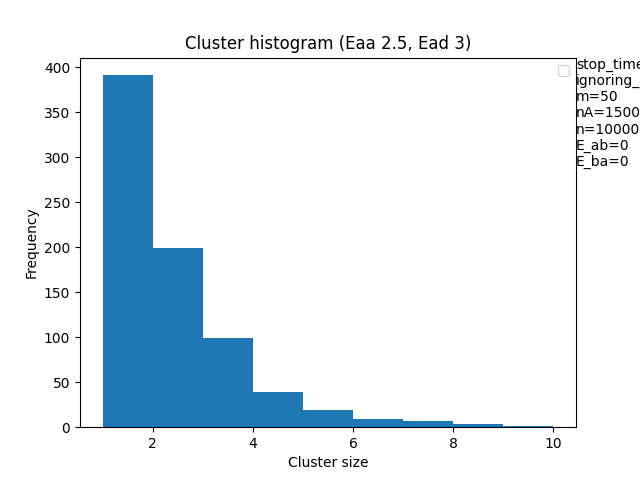 Cluster histogram (Eaa 2.5, Ead 3)
stop_time
ignoring_
m=50
nA=1500
n=10000
E_ab=0
E_ba=0
400
350
300
250
200
150
100
50
0
Frequency
2
4
6
8
10
Cluster size